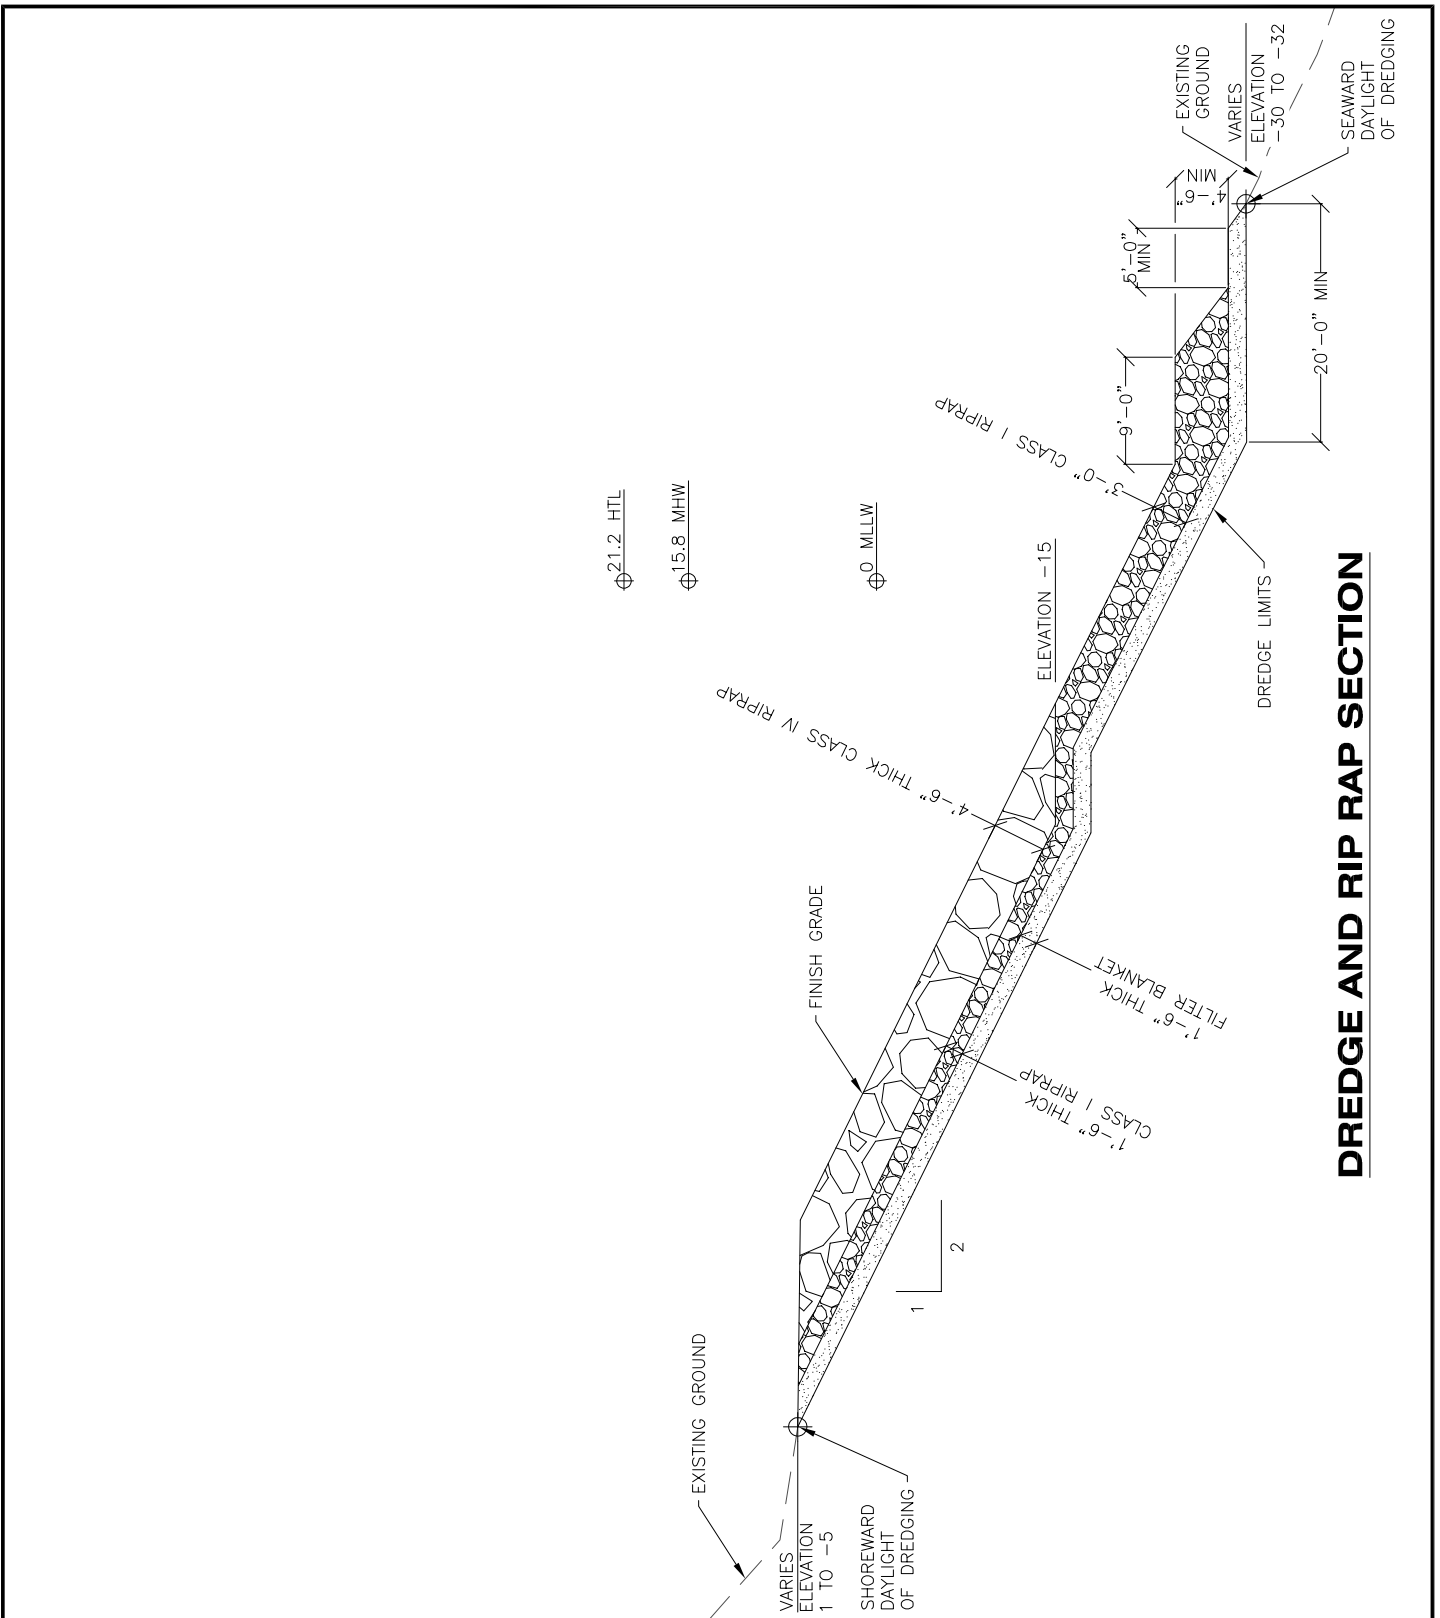 21.2 HTL
15.8 MHW
0 MLLW
ELEVATION -15
EXISTING GROUND
VARIES
ELEVATION
1 TO -5
SHOREWARD
DAYLIGHT
OF DREDGING
FINISH GRADE
4'-6" THICK CLASS IV RIPRAP
3'-0" CLASS I RIPRAP
1'-6" THICK
CLASS I RIPRAP
1'-6" THICK
FILTER BLANKET
1
2
DREDGE LIMITS
9'-0"
5'-0"
MIN
4'-6"
MIN
20'-0" MIN
EXISTING
GROUND
VARIES
ELEVATION
-30 TO -32
SEAWARD
DAYLIGHT
OF DREDGING
DREDGE AND RIP RAP SECTION